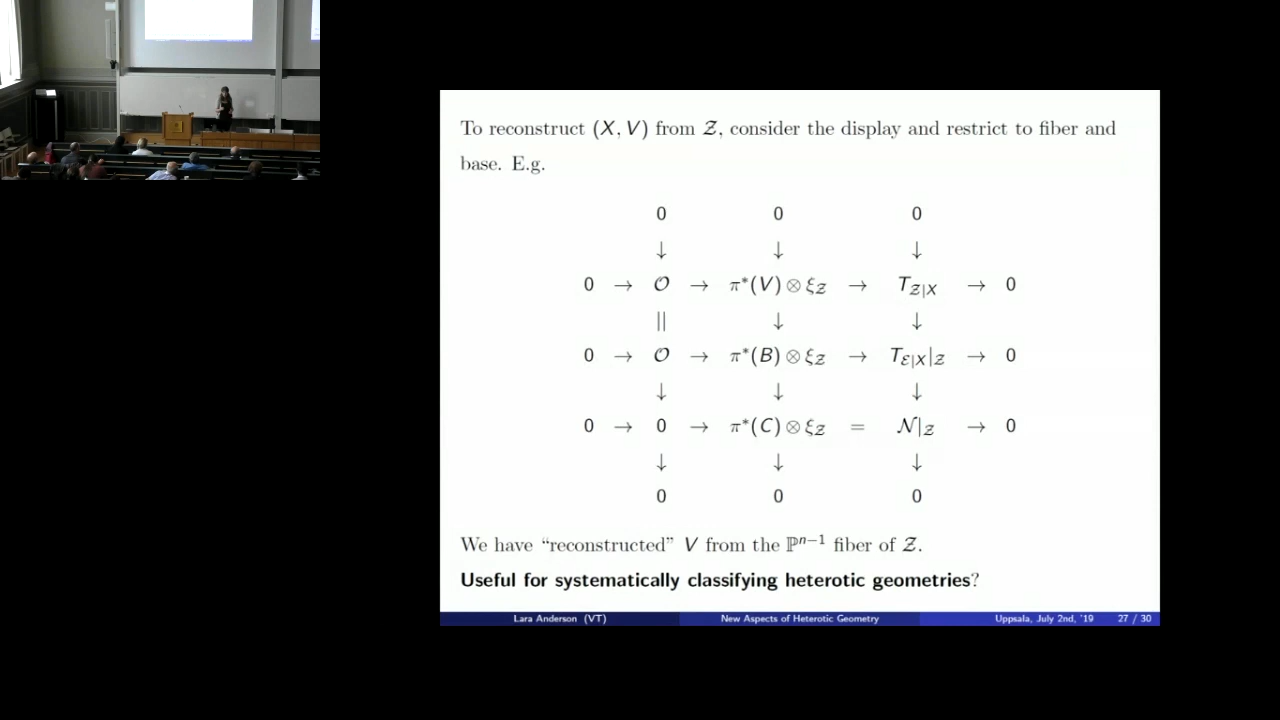 To reconstruct (X, V) from 𝒵, consider the display and restrict to fiber and
base. E.g.
0 0 0
↓ ↓ ↓
0 → 𝒪 → π*(V) ⊗ ξ_𝒵 → T_{𝒵|X} → 0
|| ↓ ↓
0 → 𝒪 → π*(B) ⊗ ξ_𝒵 → T_{ℰ|X}|_𝒵 → 0
↓ ↓ ↓
0 → 0 → π*(C) ⊗ ξ_𝒵 = 𝒩|_𝒵 → 0
↓ ↓ ↓
0 0 0
We have “reconstructed” V from the ℙⁿ⁻¹ fiber of 𝒵.
Useful for systematically classifying heterotic geometries?
Lara Anderson (VT) New Aspects of Heterotic Geometry Uppsala, July 2nd, '19 27 / 30